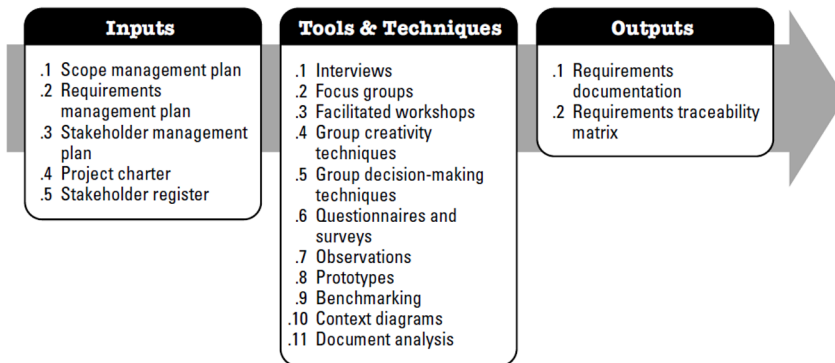 Inputs
.1 Scope management plan
.2 Requirements
management plan
.3 Stakeholder management
plan
.4 Project charter
.5 Stakeholder register
Tools & Techniques
.1 Interviews
.2 Focus groups
.3 Facilitated workshops
.4 Group creativity
techniques
.5 Group decision-making
techniques
.6 Questionnaires and
surveys
.7 Observations
.8 Prototypes
.9 Benchmarking
.10 Context diagrams
.11 Document analysis
Outputs
.1 Requirements
documentation
.2 Requirements traceability
matrix